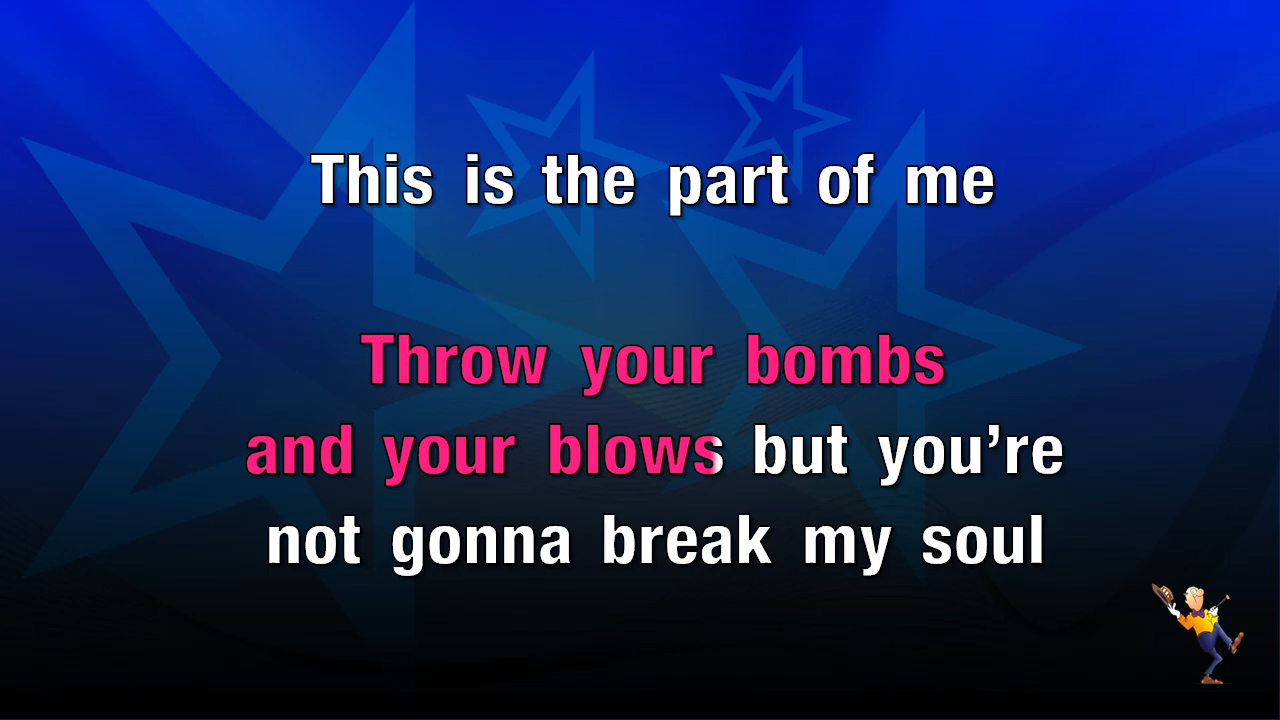 This is the part of me
Throw your bombs
and your blows but you’re
not gonna break my soul